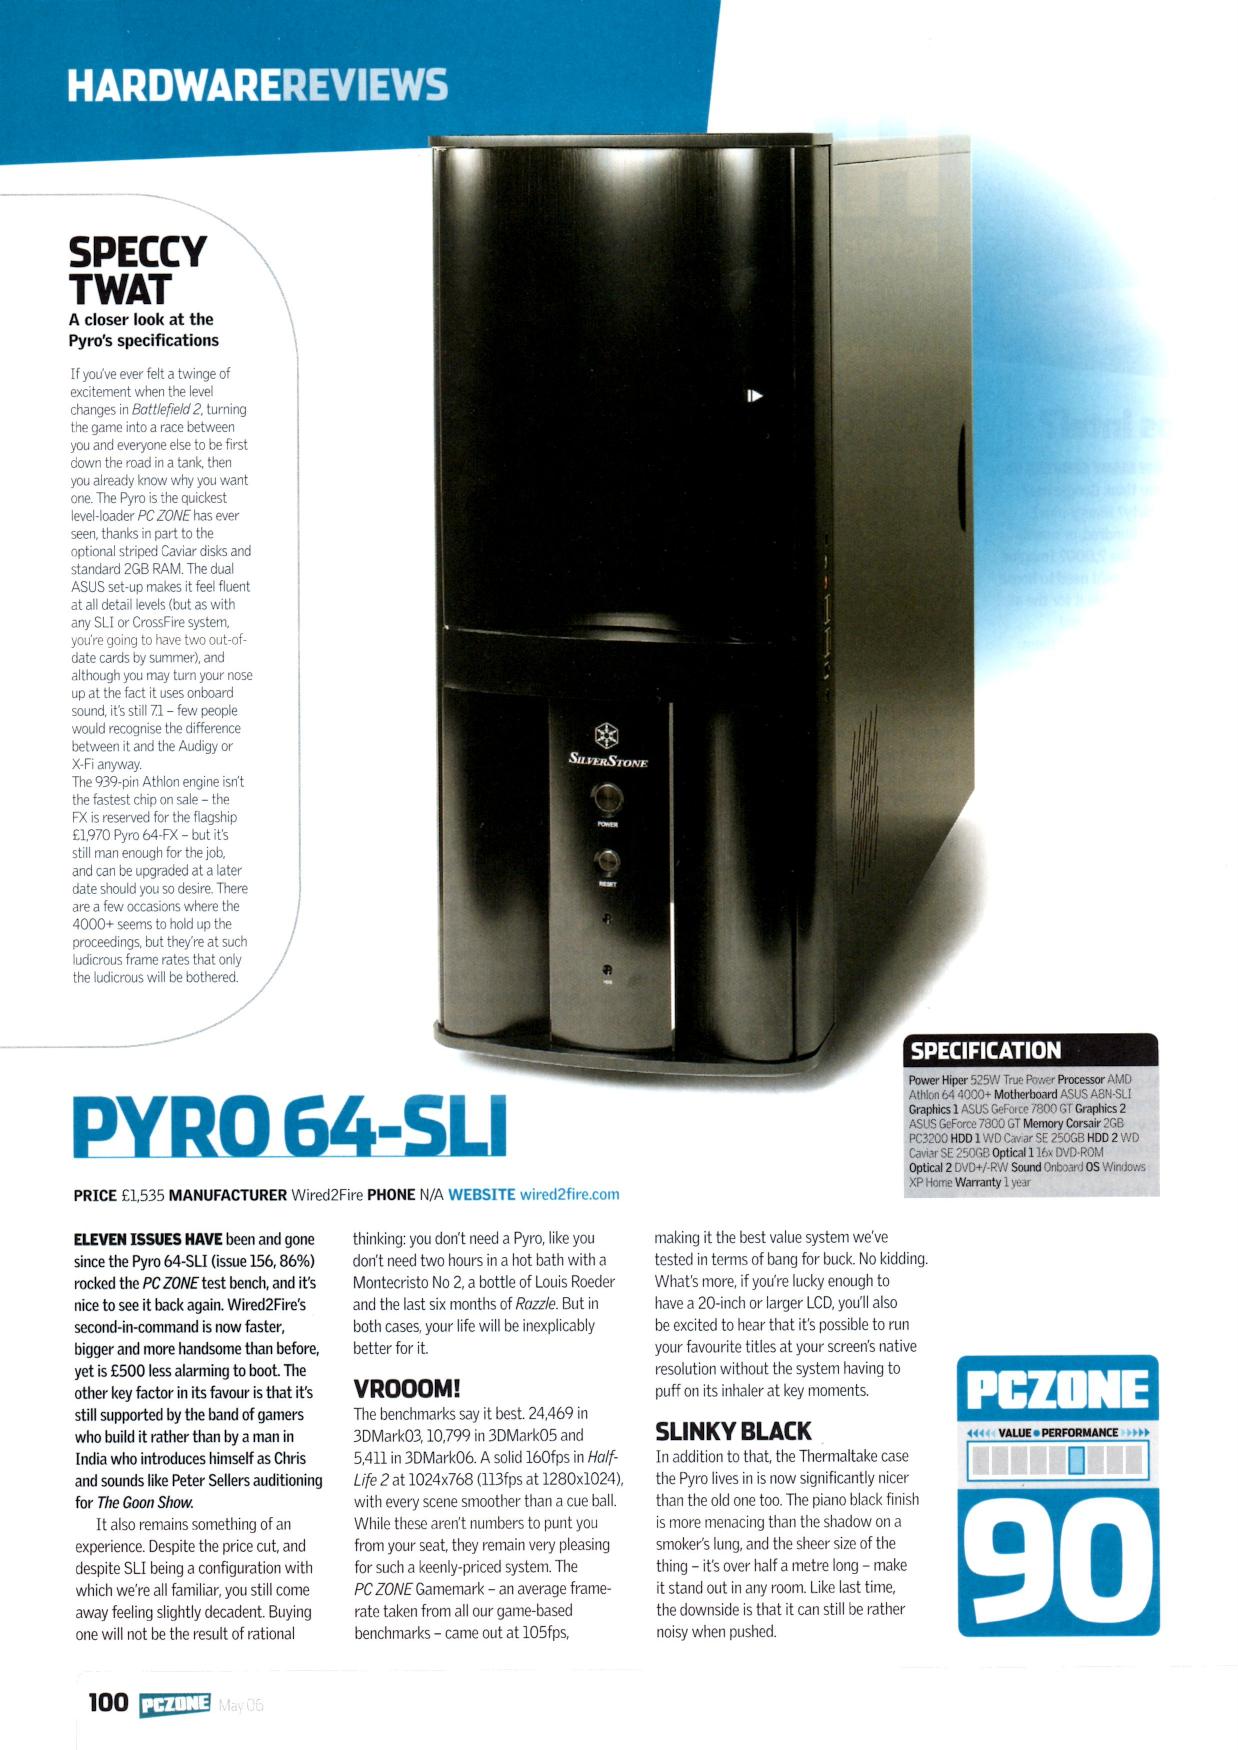 HARDWAREREVIEWS
SPECCY
TWAT
A closer look at the
Pyro's specifications
If you've ever felt a twinge of
excitement when the level
changes in Battlefield 2, turning
the game into a race between
you and everyone else to be first
down the road in a tank, then
you already know why you want
one. The Pyro is the quickest
level-loader PC ZONE has ever
seen, thanks in part to the
optional striped Caviar disks and
standard 2GB RAM. The dual
ASUS set-up makes it feel fluent
at all detail levels (but as with
any SLI or CrossFire system,
you're going to have two out-of-
date cards by summer), and
although you may turn your nose
up at the fact it uses onboard
sound, it's still 7.1 – few people
would recognise the difference
between it and the Audigy or
X-Fi anyway.
The 939-pin Athlon engine isn't
the fastest chip on sale – the
FX is reserved for the flagship
£1,970 Pyro 64-FX – but it's
still man enough for the job,
and can be upgraded at a later
date should you so desire. There
are a few occasions where the
4000+ seems to hold up the
proceedings, but they're at such
ludicrous frame rates that only
the ludicrous will be bothered.
SILVERSTONE
POWER
RESET
SPECIFICATION
Power Hiper 525W True Power Processor AMD
Athlon 64 4000+ Motherboard ASUS A8N-SLI
Graphics 1 ASUS GeForce 7800 GT Graphics 2
ASUS GeForce 7800 GT Memory Corsair 2GB
PC3200 HDD 1 WD Caviar SE 250GB HDD 2 WD
Caviar SE 250GB Optical 1 16x DVD-ROM
Optical 2 DVD+/-RW Sound Onboard OS Windows
XP Home Warranty 1 year
PYRO 64-SLI
PRICE £1,535 MANUFACTURER Wired2Fire PHONE N/A WEBSITE wired2fire.com
ELEVEN ISSUES HAVE been and gone
since the Pyro 64-SLI (issue 156, 86%)
rocked the PC ZONE test bench, and it's
nice to see it back again. Wired2Fire's
second-in-command is now faster,
bigger and more handsome than before,
yet is £500 less alarming to boot. The
other key factor in its favour is that it's
still supported by the band of gamers
who build it rather than by a man in
India who introduces himself as Chris
and sounds like Peter Sellers auditioning
for The Goon Show.
It also remains something of an
experience. Despite the price cut, and
despite SLI being a configuration with
which we're all familiar, you still come
away feeling slightly decadent. Buying
one will not be the result of rational
thinking: you don't need a Pyro, like you
don't need two hours in a hot bath with a
Montecristo No 2, a bottle of Louis Roeder
and the last six months of Razzle. But in
both cases, your life will be inexplicably
better for it.
VROOOM!
The benchmarks say it best. 24,469 in
3DMark03, 10,799 in 3DMark05 and
5,411 in 3DMark06. A solid 160fps in Half-
Life 2 at 1024x768 (113fps at 1280x1024),
with every scene smoother than a cue ball.
While these aren't numbers to punt you
from your seat, they remain very pleasing
for such a keenly-priced system. The
PC ZONE Gamemark – an average frame-
rate taken from all our game-based
benchmarks – came out at 105fps,
making it the best value system we've
tested in terms of bang for buck. No kidding.
What's more, if you're lucky enough to
have a 20-inch or larger LCD, you'll also
be excited to hear that it's possible to run
your favourite titles at your screen's native
resolution without the system having to
puff on its inhaler at key moments.
SLINKY BLACK
In addition to that, the Thermaltake case
the Pyro lives in is now significantly nicer
than the old one too. The piano black finish
is more menacing than the shadow on a
smoker's lung, and the sheer size of the
thing – it's over half a metre long – make
it stand out in any room. Like last time,
the downside is that it can still be rather
noisy when pushed.
PCZONE
VALUE • PERFORMANCE
90
100 PCZONE May 06